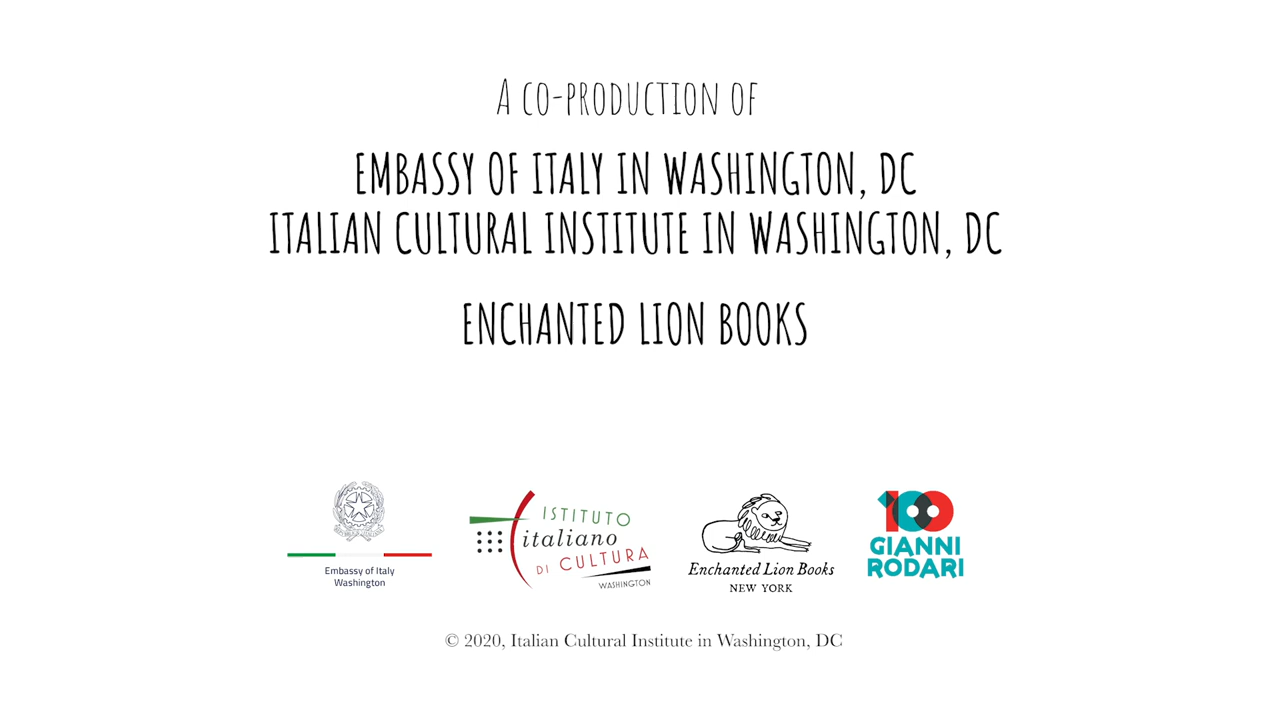 A CO-PRODUCTION OF
EMBASSY OF ITALY IN WASHINGTON, DC
ITALIAN CULTURAL INSTITUTE IN WASHINGTON, DC
ENCHANTED LION BOOKS
Embassy of Italy
Washington
ISTITUTO
italiano
DI CULTURA
WASHINGTON
Enchanted Lion Books
NEW YORK
100
GIANNI
RODARI
© 2020, Italian Cultural Institute in Washington, DC